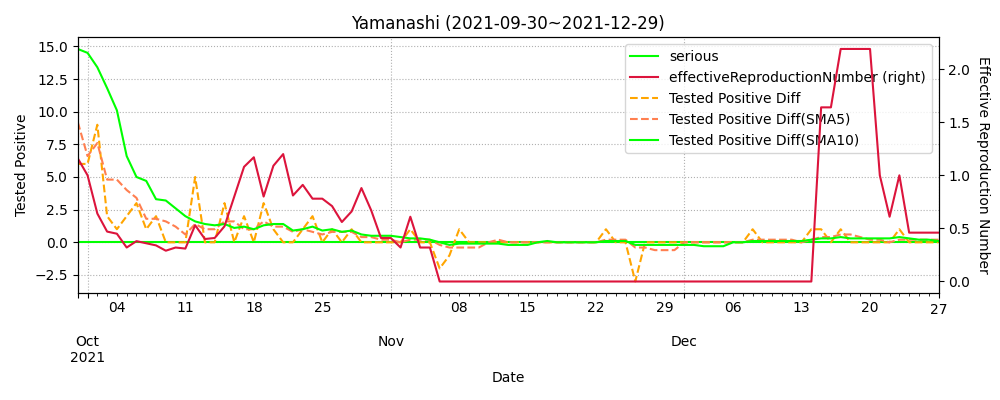 Yamanashi (2021-09-30~2021-12-29)
serious
effectiveReproductionNumber (right)
Tested Positive Diff
Tested Positive Diff(SMA5)
Tested Positive Diff(SMA10)
Tested Positive
15.0
12.5
10.0
7.5
5.0
2.5
0.0
−2.5
Effective Reproduction Number
2.0
1.5
1.0
0.5
0.0
04 11 18 25 08 15 22 29 06 13 20 27
Oct Nov Dec
2021
Date